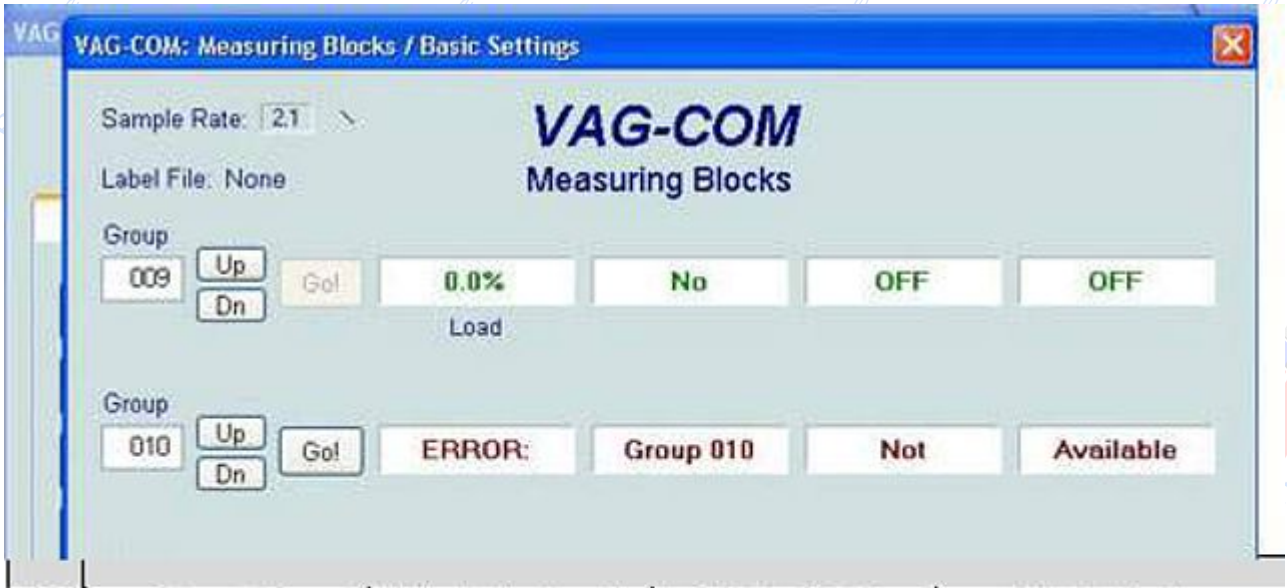 VAG
VAG-COM: Measuring Blocks / Basic Settings
Sample Rate: 2.1
VAG-COM
Label File: None
Measuring Blocks
Group
009 Up Dn Go! 0.0% No OFF OFF
Load
Group
010 Up Dn Go! ERROR: Group 010 Not Available